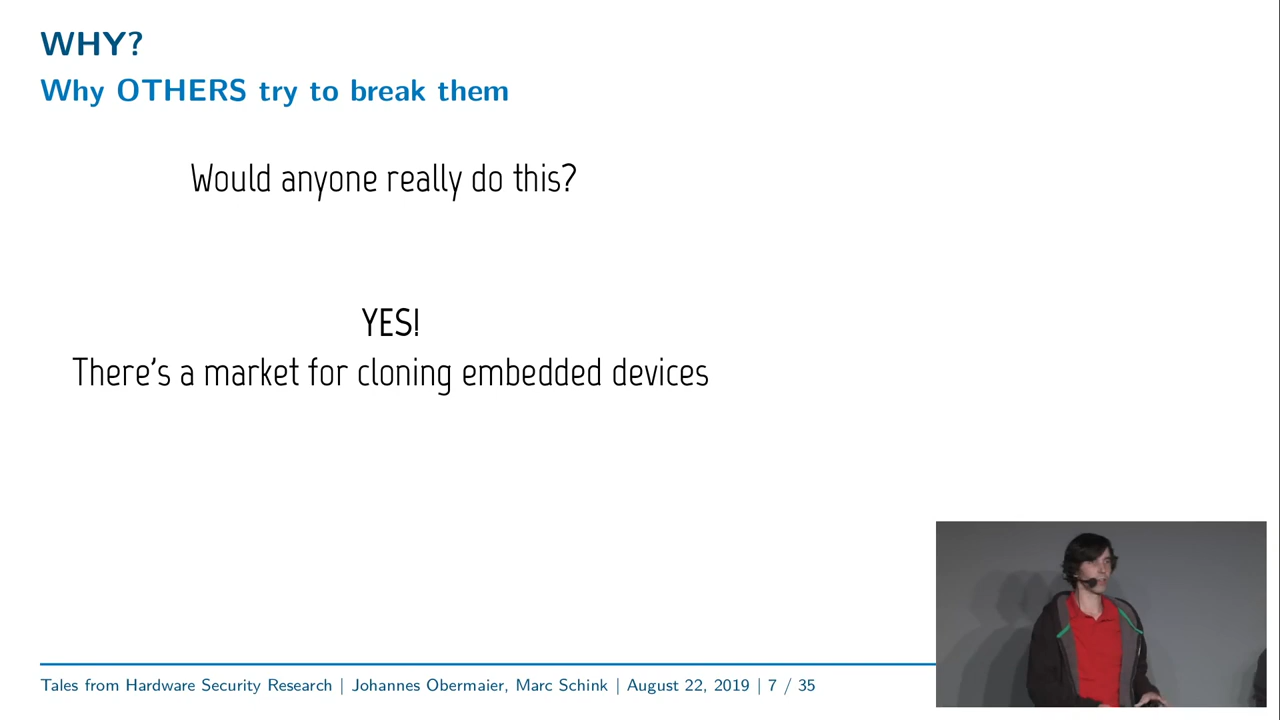 WHY?
Why OTHERS try to break them
Would anyone really do this?
YES!
There's a market for cloning embedded devices
Tales from Hardware Security Research | Johannes Obermaier, Marc Schink | August 22, 2019 | 7 / 35